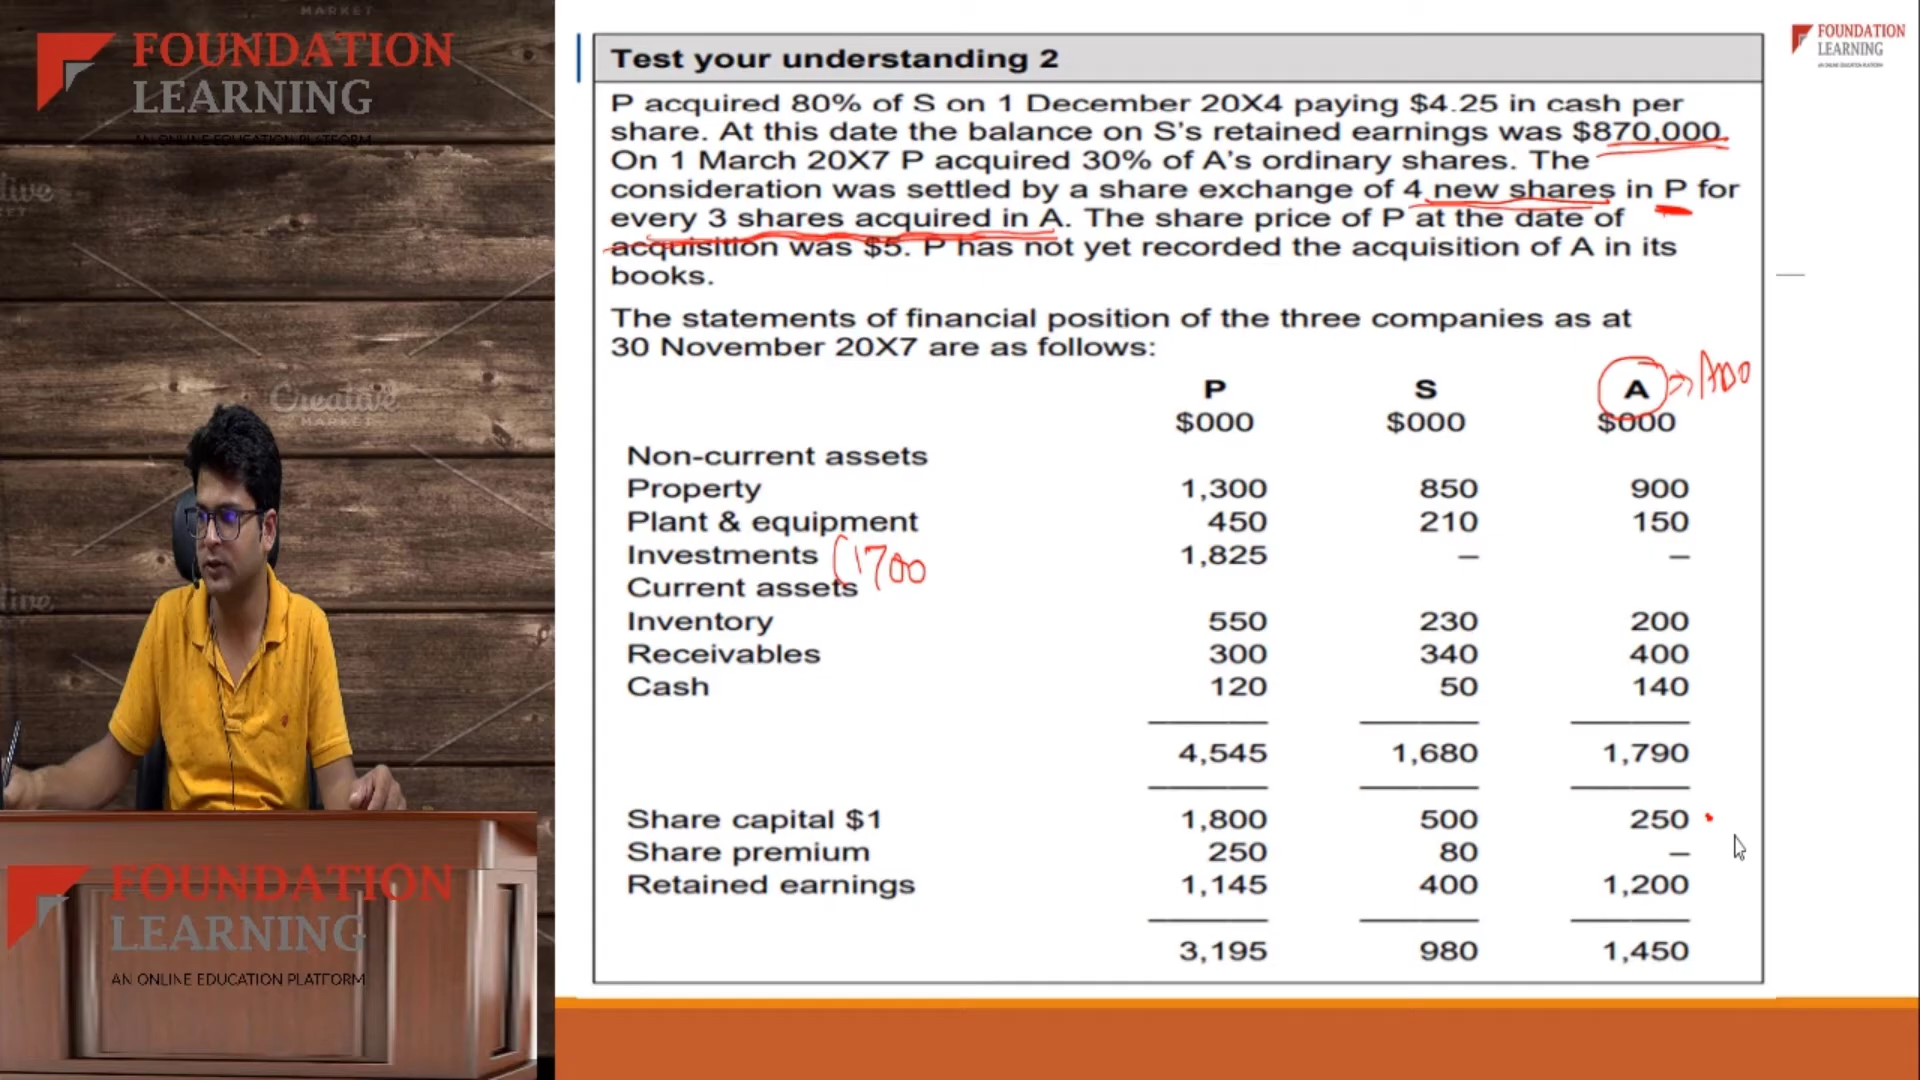 MARKET
FOUNDATION
LEARNING
AN ONLINE EDUCATION PLATFORM
Creative
MARKET
FOUNDATION
LEARNING
AN ONLINE EDUCATION PLATFORM
FOUNDATION
LEARNING
AN ONLINE EDUCATION PLATFORM
Test your understanding 2
P acquired 80% of S on 1 December 20X4 paying $4.25 in cash per
share. At this date the balance on S's retained earnings was $870,000.
On 1 March 20X7 P acquired 30% of A's ordinary shares. The
consideration was settled by a share exchange of 4 new shares in P for
every 3 shares acquired in A. The share price of P at the date of
acquisition was $5. P has not yet recorded the acquisition of A in its
books.
The statements of financial position of the three companies as at
30 November 20X7 are as follows:
P S A
$000 $000 $000
Non-current assets
Property 1,300 850 900
Plant & equipment 450 210 150
Investments (1700 1,825 – –
Current assets
Inventory 550 230 200
Receivables 300 340 400
Cash 120 50 140
4,545 1,680 1,790
Share capital $1 1,800 500 250
Share premium 250 80 –
Retained earnings 1,145 400 1,200
3,195 980 1,450